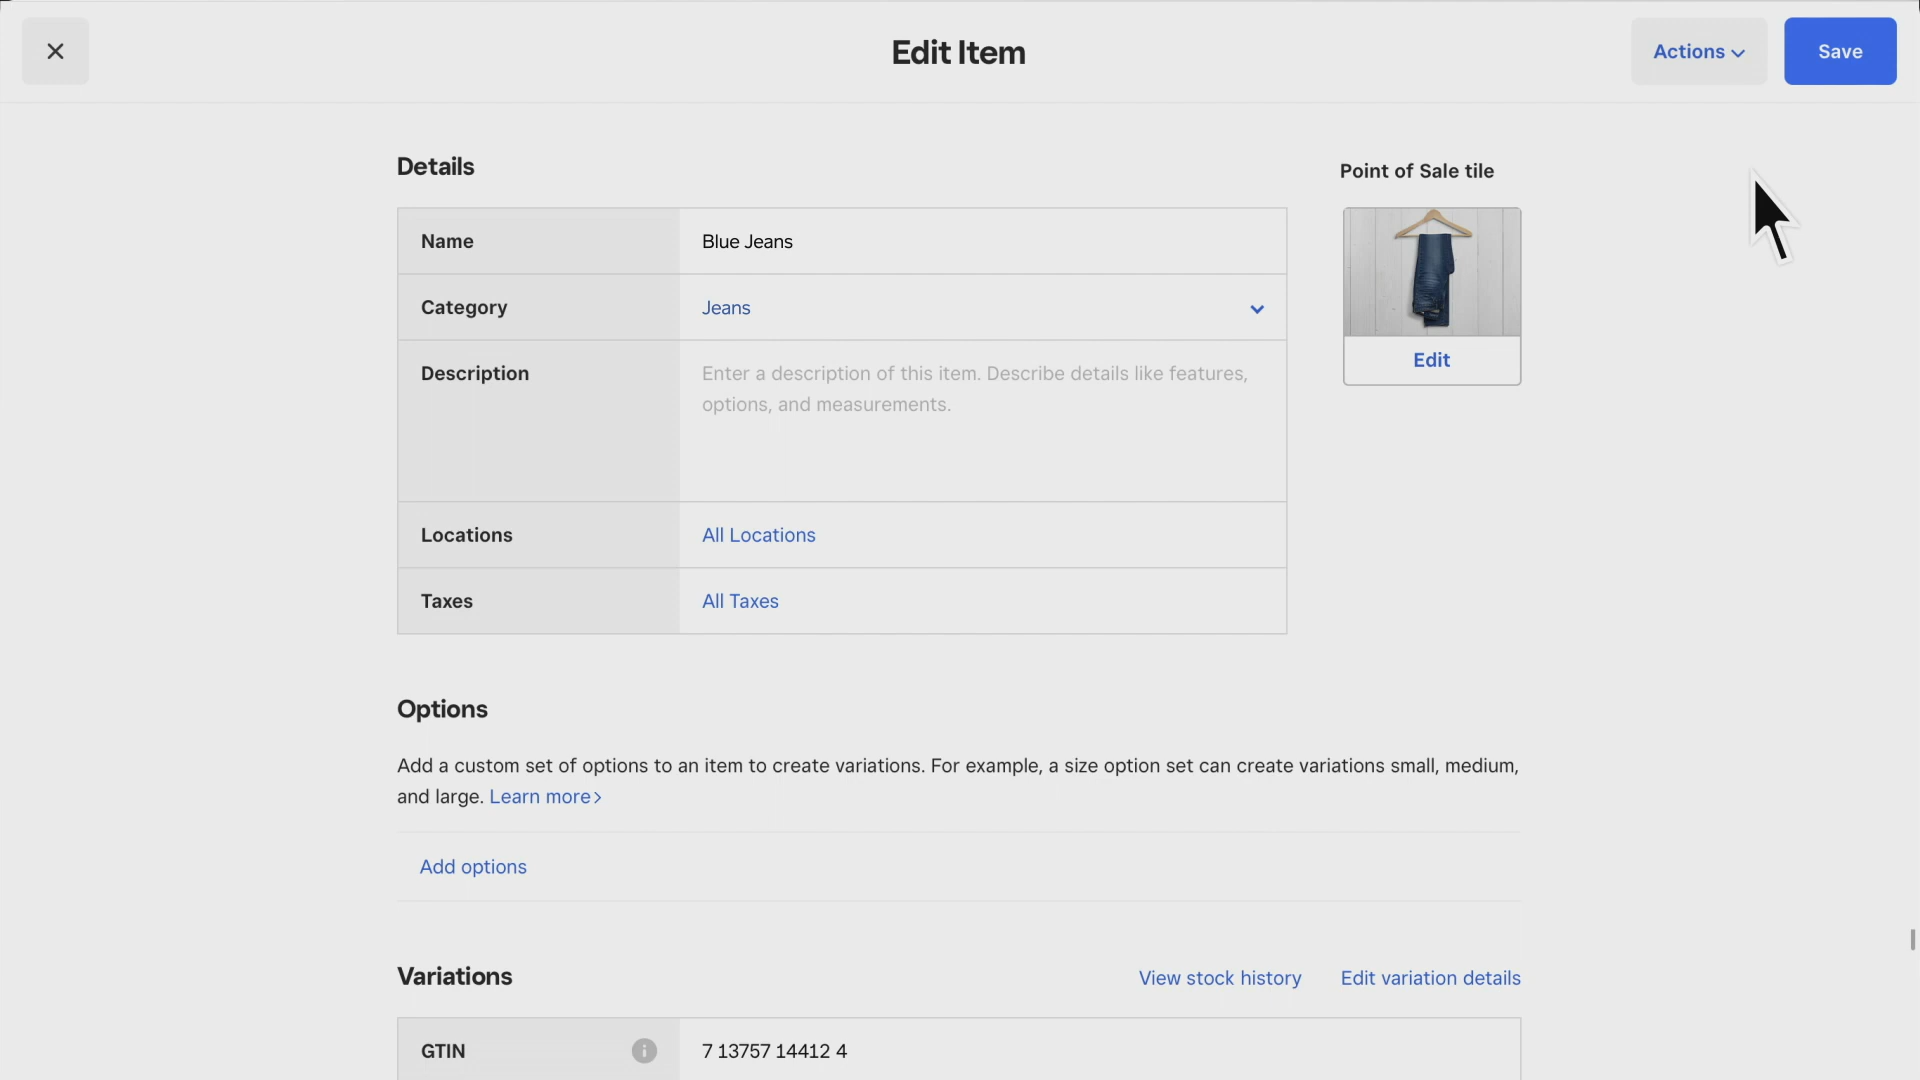 Edit Item
Actions
Save
Details
Point of Sale tile
Name
Blue Jeans
Category
Jeans
Description
Enter a description of this item. Describe details like features,
options, and measurements.
Edit
Locations
All Locations
Taxes
All Taxes
Options
Add a custom set of options to an item to create variations. For example, a size option set can create variations small, medium,
and large. Learn more >
Add options
Variations
View stock history
Edit variation details
GTIN
7 13757 14412 4